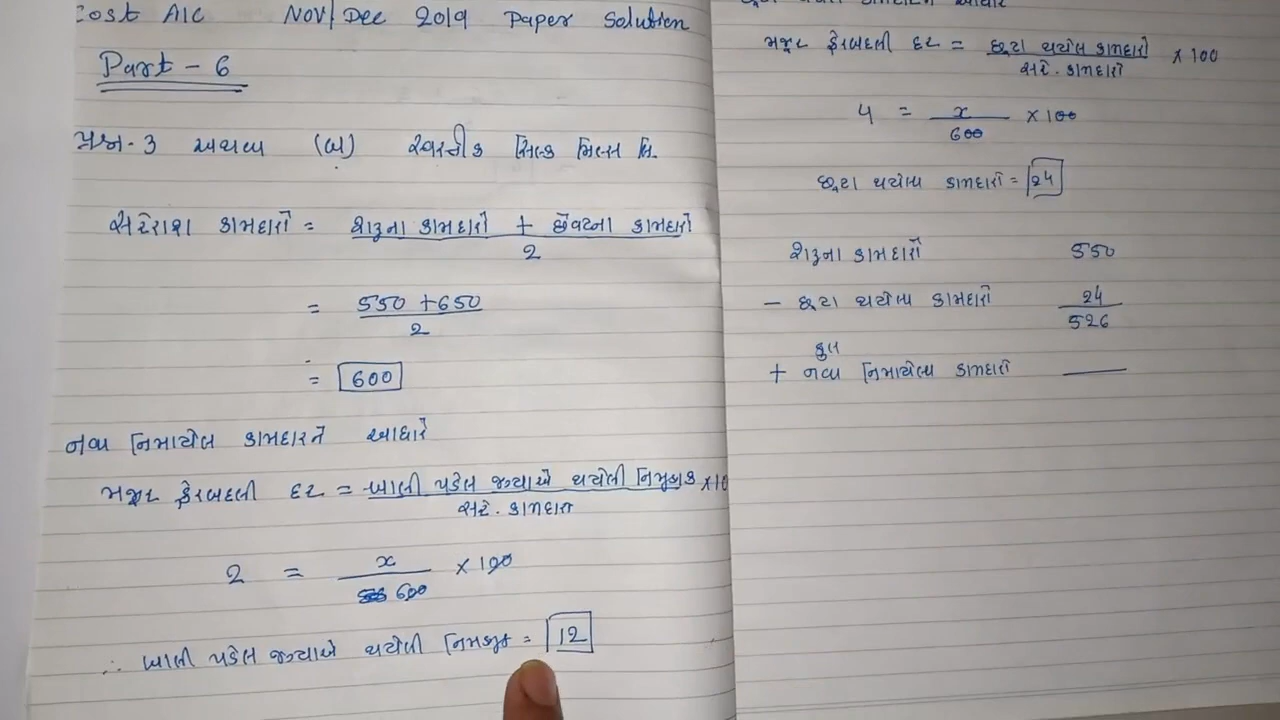 Cost A/C Nov/Dec 2019 Paper Solution
Part - 6
પ્રશ્ન-3 અથવા (બ) સિલ્ક મિલ્સ લિ.
સરેરાશ કામદારો = શરૂના કામદારો + છેવટના કામદારો
2
= 550 + 650
2
= 600
નવા નિમાયેલ કામદારને આધારે
મજૂર ફેરબદલી દર = ખાલી પડેલ જગ્યાએ થયેલી નિમણૂક × 10
સરે. કામદાર
2 = x × 100
600
∴ ખાલી પડેલ જગ્યાએ થયેલી નિમણૂક = 12
મજૂર ફેરબદલી દર = છૂટા થયેલ કામદારો × 100
સરે. કામદારો
4 = x × 100
600
છૂટા થયેલા કામદારો = 24
શરૂના કામદારો 550
- છૂટા થયેલા કામદારો 24
526
કુલ
+ નવા નિમાયેલા કામદારો